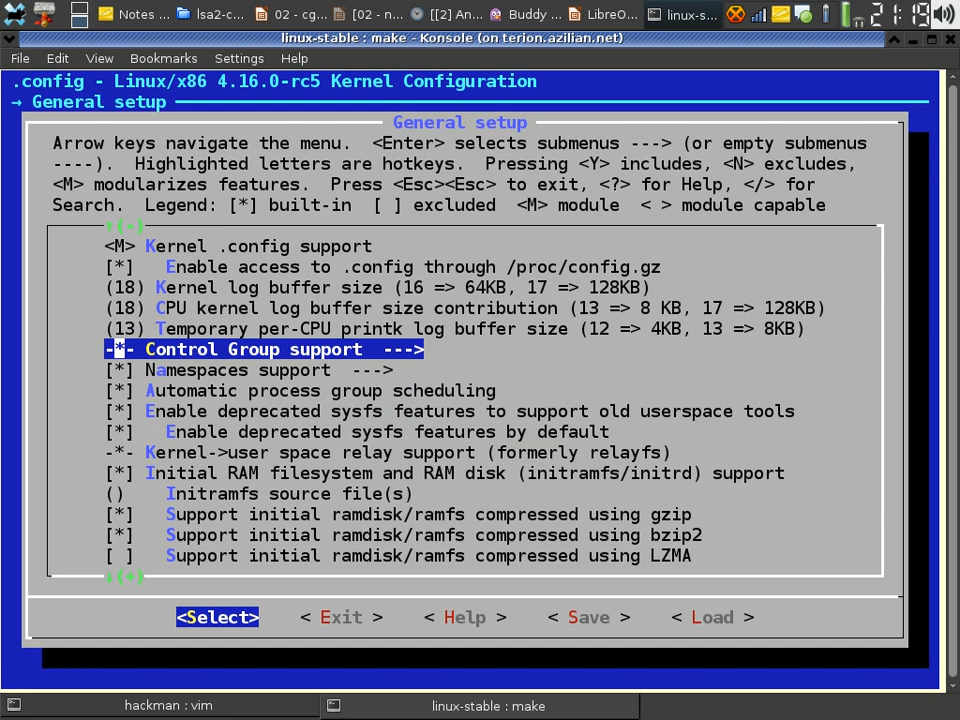 Notes ...
lsa2-c...
02 - cg...
[02 - n...
[[2] An...
Buddy ...
LibreO...
linux-s...
21:19
linux-stable : make - Konsole (on terion.azilian.net)
File Edit View Bookmarks Settings Help
.config - Linux/x86 4.16.0-rc5 Kernel Configuration
→ General setup
General setup
Arrow keys navigate the menu.  <Enter> selects submenus ---> (or empty submenus
----).  Highlighted letters are hotkeys.  Pressing <Y> includes, <N> excludes,
<M> modularizes features.  Press <Esc><Esc> to exit, <?> for Help, </> for
Search.  Legend: [*] built-in  [ ] excluded  <M> module  < > module capable
↑(-)
<M> Kernel .config support
[*]   Enable access to .config through /proc/config.gz
(18) Kernel log buffer size (16 => 64KB, 17 => 128KB)
(18) CPU kernel log buffer size contribution (13 => 8 KB, 17 => 128KB)
(13) Temporary per-CPU printk log buffer size (12 => 4KB, 13 => 8KB)
-*- Control Group support  --->
[*] Namespaces support  --->
[*] Automatic process group scheduling
[*] Enable deprecated sysfs features to support old userspace tools
[*]   Enable deprecated sysfs features by default
-*- Kernel->user space relay support (formerly relayfs)
[*] Initial RAM filesystem and RAM disk (initramfs/initrd) support
()    Initramfs source file(s)
[*]   Support initial ramdisk/ramfs compressed using gzip
[*]   Support initial ramdisk/ramfs compressed using bzip2
[ ]   Support initial ramdisk/ramfs compressed using LZMA
↓(+)
<Select>    < Exit >    < Help >    < Save >    < Load >
hackman : vim
linux-stable : make